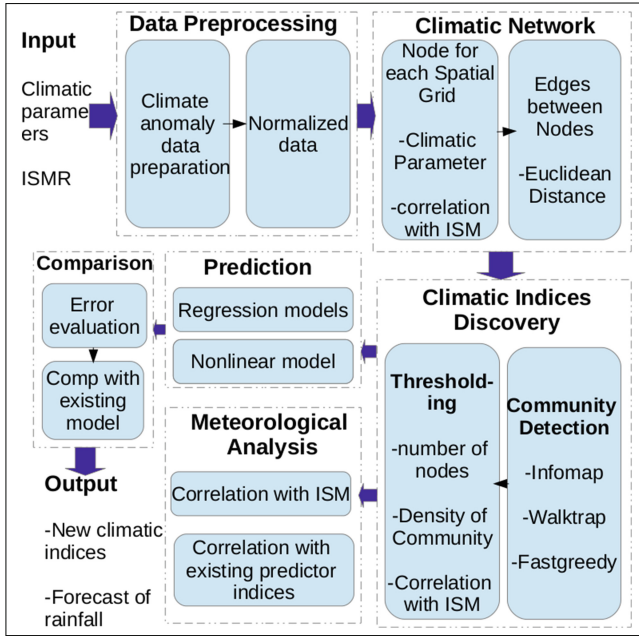 Input
Climatic
parame
ers
ISMR
Data Preprocessing
Climate
anomaly
data
preparation
Normalized
data
Climatic Network
Node for
each Spatial
Grid
-Climatic
Parameter
-correlation
with ISM
Edges
between
Nodes
-Euclidean
Distance
Climatic Indices
Discovery
Community
Detection
-Infomap
-Walktrap
-Fastgreedy
Threshold-
ing
-number of
nodes
-Density of
Community
-Correlation
with ISM
Prediction
Regression models
Nonlinear model
Meteorological
Analysis
Correlation with ISM
Correlation with
existing predictor
indices
Comparison
Error
evaluation
Comp with
existing
model
Output
-New climatic
indices
-Forecast of
rainfall